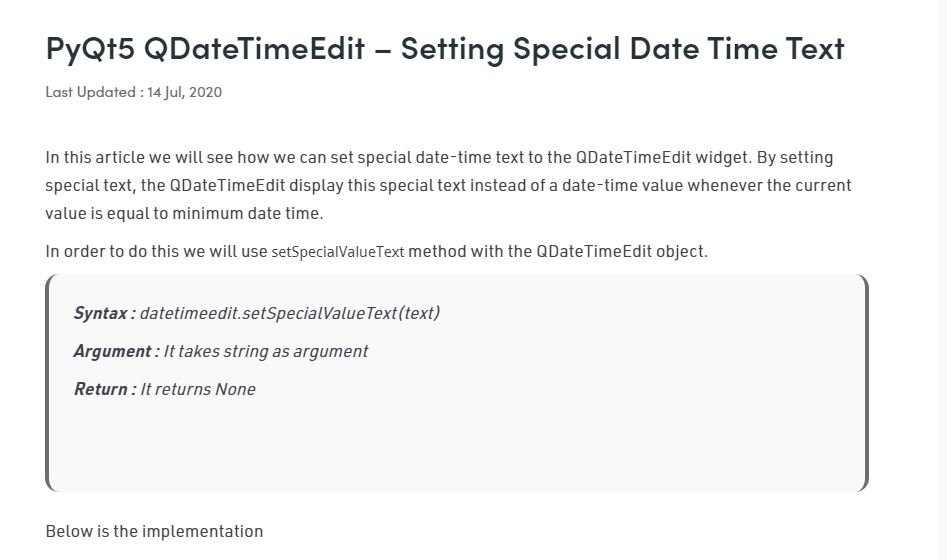 PyQt5 QDateTimeEdit – Setting Special Date Time Text
Last Updated : 14 Jul, 2020
In this article we will see how we can set special date-time text to the QDateTimeEdit widget. By setting
special text, the QDateTimeEdit display this special text instead of a date-time value whenever the current
value is equal to minimum date time.
In order to do this we will use setSpecialValueText method with the QDateTimeEdit object.
Syntax : datetimeedit.setSpecialValueText(text)
Argument : It takes string as argument
Return : It returns None
Below is the implementation